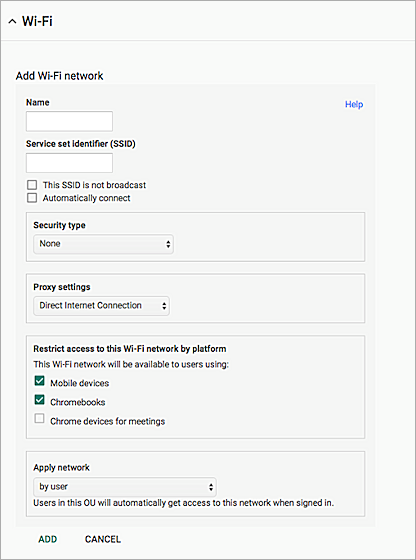 Wi-Fi
Add Wi-Fi network
Name
Help
Service set identifier (SSID)
This SSID is not broadcast
Automatically connect
Security type
None
Proxy settings
Direct Internet Connection
Restrict access to this Wi-Fi network by platform
This Wi-Fi network will be available to users using:
Mobile devices
Chromebooks
Chrome devices for meetings
Apply network
by user
Users in this OU will automatically get access to this network when signed in.
ADD CANCEL